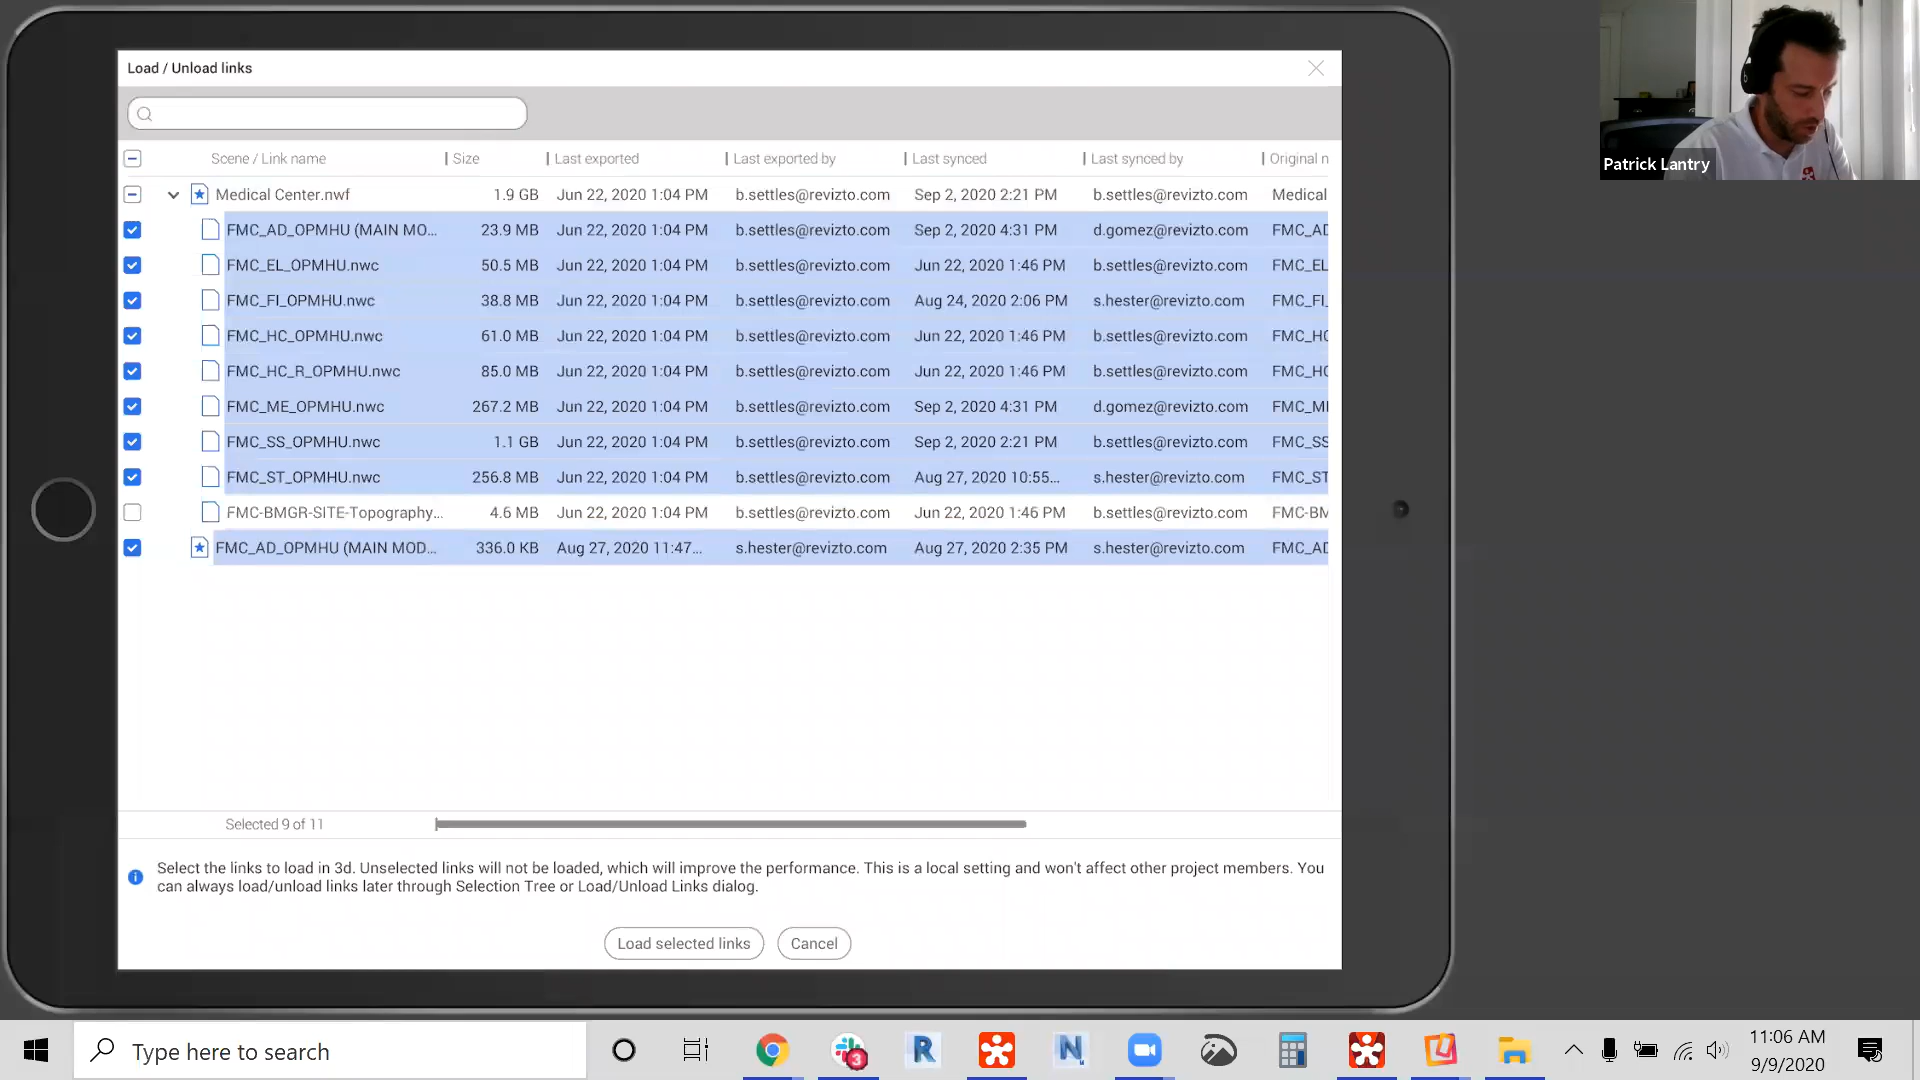 Load / Unload links
Scene / Link name Size Last exported Last exported by Last synced Last synced by Original n
Medical Center.nwf 1.9 GB Jun 22, 2020 1:04 PM b.settles@revizto.com Sep 2, 2020 2:21 PM b.settles@revizto.com Medical
FMC_AD_OPMHU (MAIN MO... 23.9 MB Jun 22, 2020 1:04 PM b.settles@revizto.com Sep 2, 2020 4:31 PM d.gomez@revizto.com FMC_AD
FMC_EL_OPMHU.nwc 50.5 MB Jun 22, 2020 1:04 PM b.settles@revizto.com Jun 22, 2020 1:46 PM b.settles@revizto.com FMC_EL
FMC_FI_OPMHU.nwc 38.8 MB Jun 22, 2020 1:04 PM b.settles@revizto.com Aug 24, 2020 2:06 PM s.hester@revizto.com FMC_FI_
FMC_HC_OPMHU.nwc 61.0 MB Jun 22, 2020 1:04 PM b.settles@revizto.com Jun 22, 2020 1:46 PM b.settles@revizto.com FMC_HC
FMC_HC_R_OPMHU.nwc 85.0 MB Jun 22, 2020 1:04 PM b.settles@revizto.com Jun 22, 2020 1:46 PM b.settles@revizto.com FMC_HC
FMC_ME_OPMHU.nwc 267.2 MB Jun 22, 2020 1:04 PM b.settles@revizto.com Sep 2, 2020 4:31 PM d.gomez@revizto.com FMC_ME
FMC_SS_OPMHU.nwc 1.1 GB Jun 22, 2020 1:04 PM b.settles@revizto.com Sep 2, 2020 2:21 PM b.settles@revizto.com FMC_SS
FMC_ST_OPMHU.nwc 256.8 MB Jun 22, 2020 1:04 PM b.settles@revizto.com Aug 27, 2020 10:55... s.hester@revizto.com FMC_ST
FMC-BMGR-SITE-Topography... 4.6 MB Jun 22, 2020 1:04 PM b.settles@revizto.com Jun 22, 2020 1:46 PM b.settles@revizto.com FMC-BM
FMC_AD_OPMHU (MAIN MOD... 336.0 KB Aug 27, 2020 11:47... s.hester@revizto.com Aug 27, 2020 2:35 PM s.hester@revizto.com FMC_AD
Selected 9 of 11
Select the links to load in 3d. Unselected links will not be loaded, which will improve the performance. This is a local setting and won't affect other project members. You
can always load/unload links later through Selection Tree or Load/Unload Links dialog.
Load selected links Cancel
Patrick Lantry
Type here to search
3
R
N
11:06 AM
9/9/2020